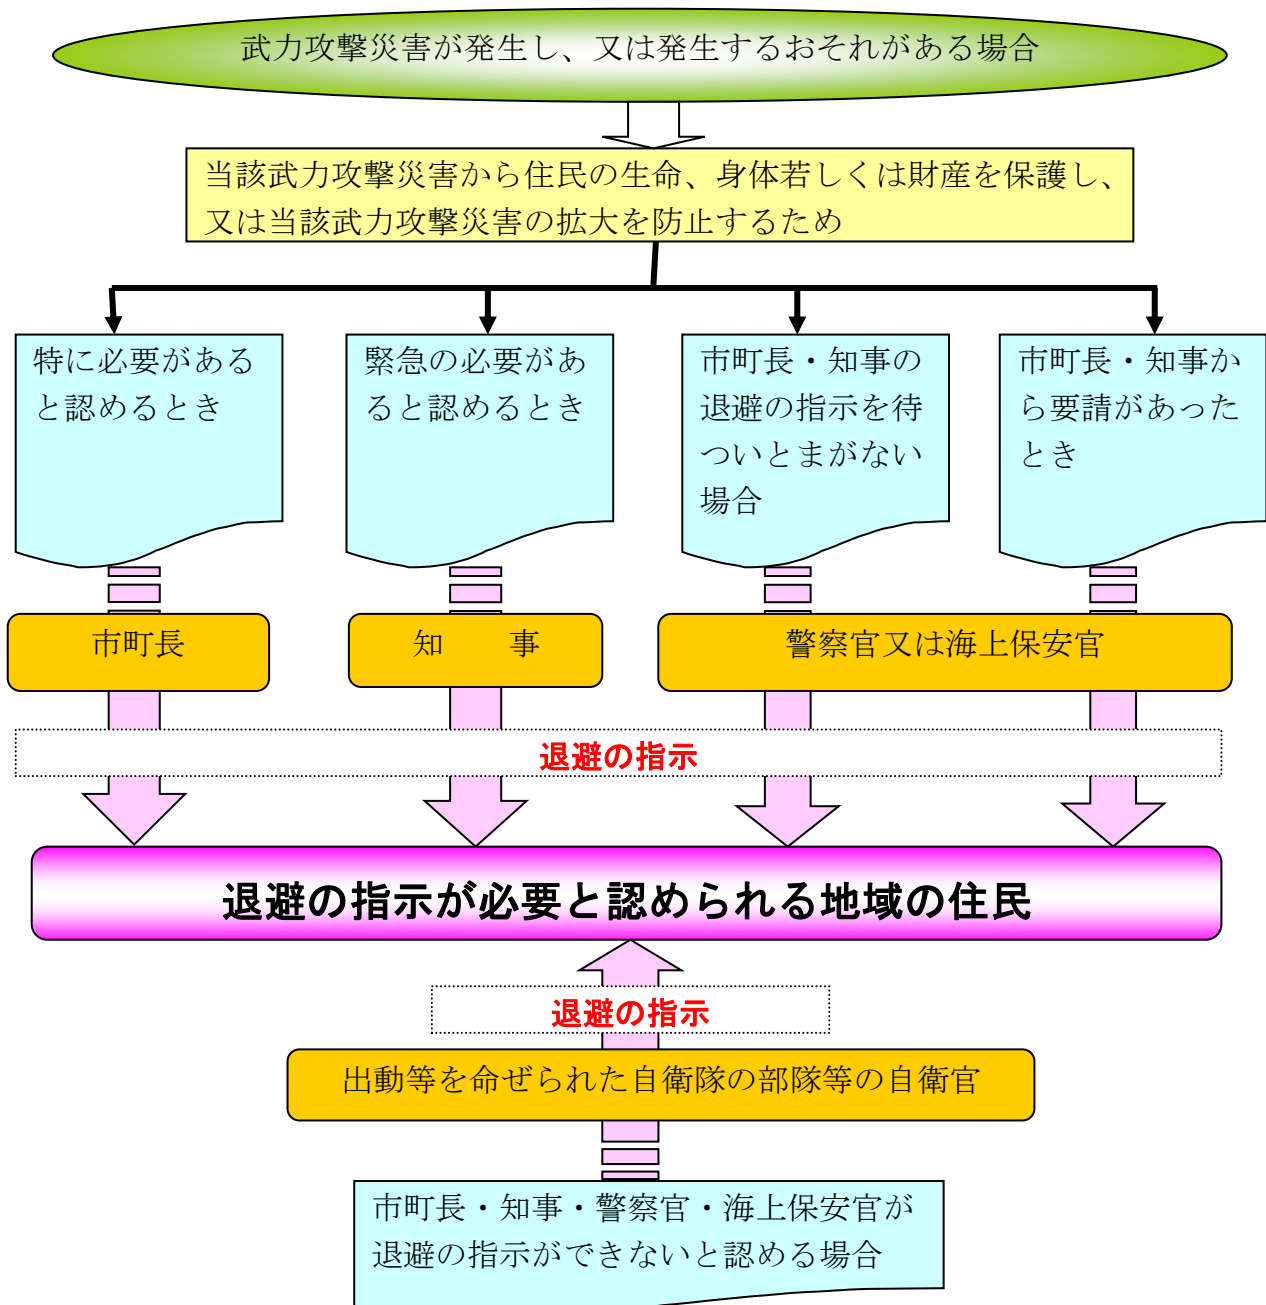 武力攻撃災害が発生し、又は発生するおそれがある場合
当該武力攻撃災害から住民の生命、身体若しくは財産を保護し、
又は当該武力攻撃災害の拡大を防止するため
特に必要がある
と認めるとき
緊急の必要があ
ると認めるとき
市町長・知事の
退避の指示を待
ついとまがない
場合
市町長・知事か
ら要請があった
とき
市町長
知　　事
警察官又は海上保安官
退避の指示
退避の指示が必要と認められる地域の住民
退避の指示
出動等を命ぜられた自衛隊の部隊等の自衛官
市町長・知事・警察官・海上保安官が
退避の指示ができないと認める場合